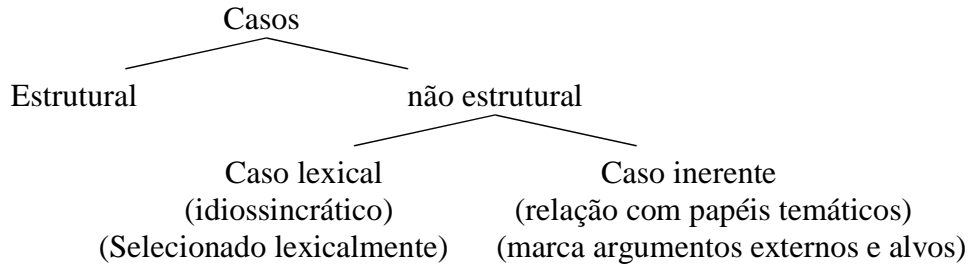 Casos
Estrutural não estrutural
Caso lexical Caso inerente
(idiossincrático) (relação com papéis temáticos)
(Selecionado lexicalmente) (marca argumentos externos e alvos)